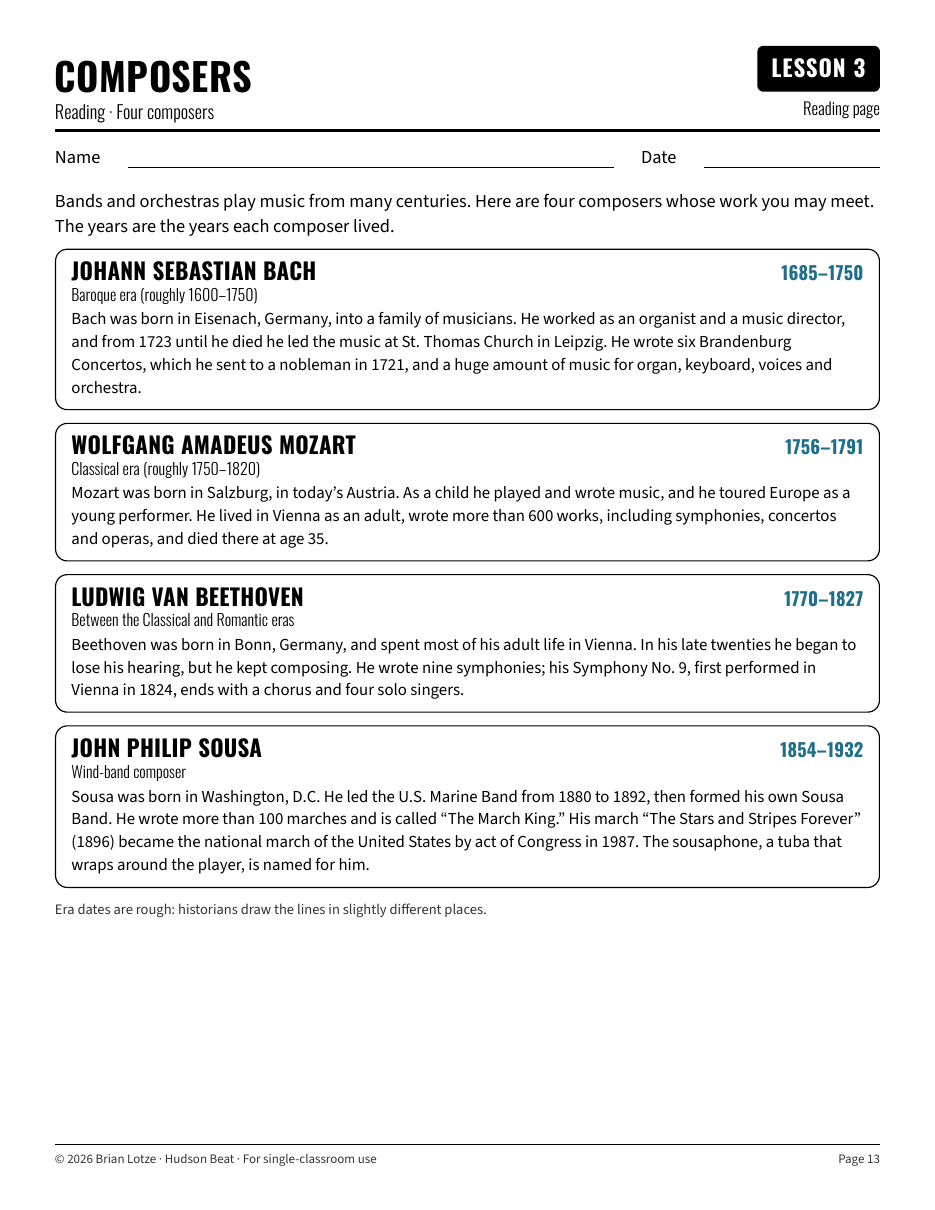 COMPOSERS
LESSON 3
Reading · Four composers
Reading page
Name
Date
Bands and orchestras play music from many centuries. Here are four composers whose work you may meet.
The years are the years each composer lived.
JOHANN SEBASTIAN BACH
1685–1750
Baroque era (roughly 1600–1750)
Bach was born in Eisenach, Germany, into a family of musicians. He worked as an organist and a music director,
and from 1723 until he died he led the music at St. Thomas Church in Leipzig. He wrote six Brandenburg
Concertos, which he sent to a nobleman in 1721, and a huge amount of music for organ, keyboard, voices and
orchestra.
WOLFGANG AMADEUS MOZART
1756–1791
Classical era (roughly 1750–1820)
Mozart was born in Salzburg, in today’s Austria. As a child he played and wrote music, and he toured Europe as a
young performer. He lived in Vienna as an adult, wrote more than 600 works, including symphonies, concertos
and operas, and died there at age 35.
LUDWIG VAN BEETHOVEN
1770–1827
Between the Classical and Romantic eras
Beethoven was born in Bonn, Germany, and spent most of his adult life in Vienna. In his late twenties he began to
lose his hearing, but he kept composing. He wrote nine symphonies; his Symphony No. 9, first performed in
Vienna in 1824, ends with a chorus and four solo singers.
JOHN PHILIP SOUSA
1854–1932
Wind-band composer
Sousa was born in Washington, D.C. He led the U.S. Marine Band from 1880 to 1892, then formed his own Sousa
Band. He wrote more than 100 marches and is called “The March King.” His march “The Stars and Stripes Forever”
(1896) became the national march of the United States by act of Congress in 1987. The sousaphone, a tuba that
wraps around the player, is named for him.
Era dates are rough: historians draw the lines in slightly different places.
© 2026 Brian Lotze · Hudson Beat · For single-classroom use
Page 13